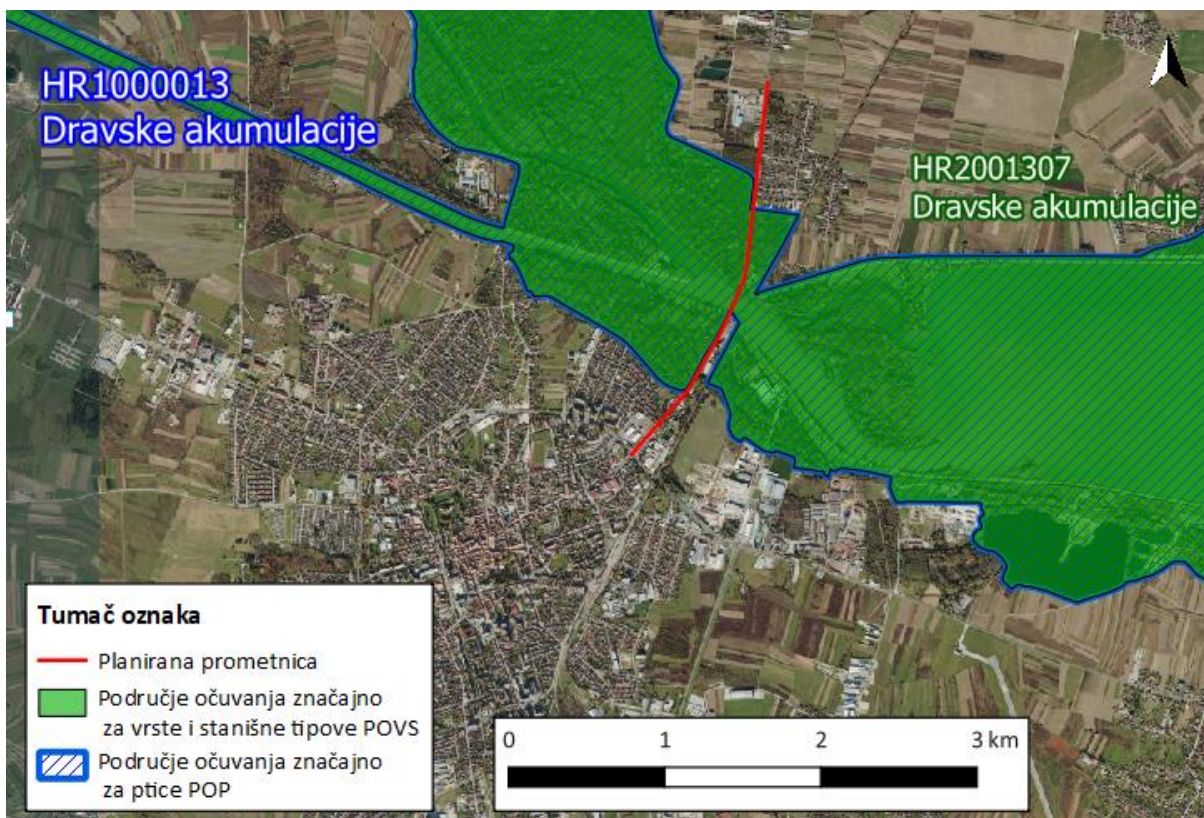 HR1000013
Dravske akumulacije
HR2001307
Dravske akumulacije
Tumač oznaka
Planirana prometnica
Područje očuvanja značajno
za vrste i stanišne tipove POVS
Područje očuvanja značajno
za ptice POP
0 1 2 3 km